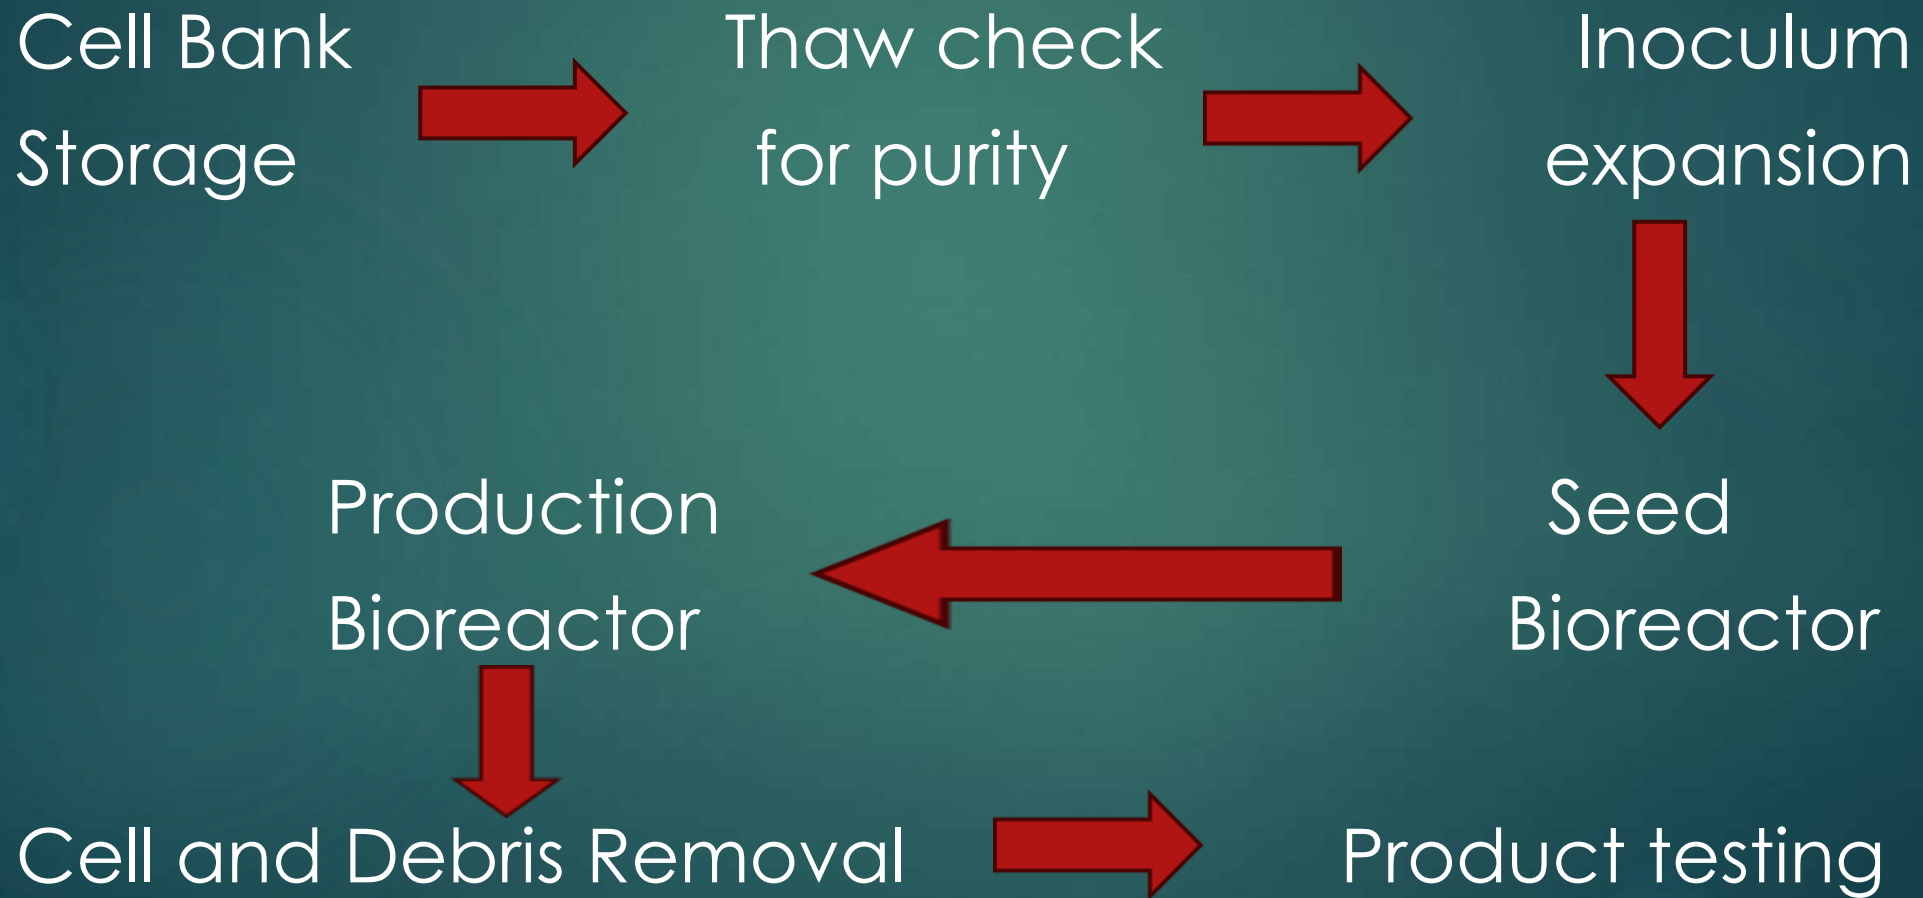 Cell Bank
Storage
Thaw check
for purity
Inoculum
expansion
Seed
Bioreactor
Production
Bioreactor
Cell and Debris Removal
Product testing